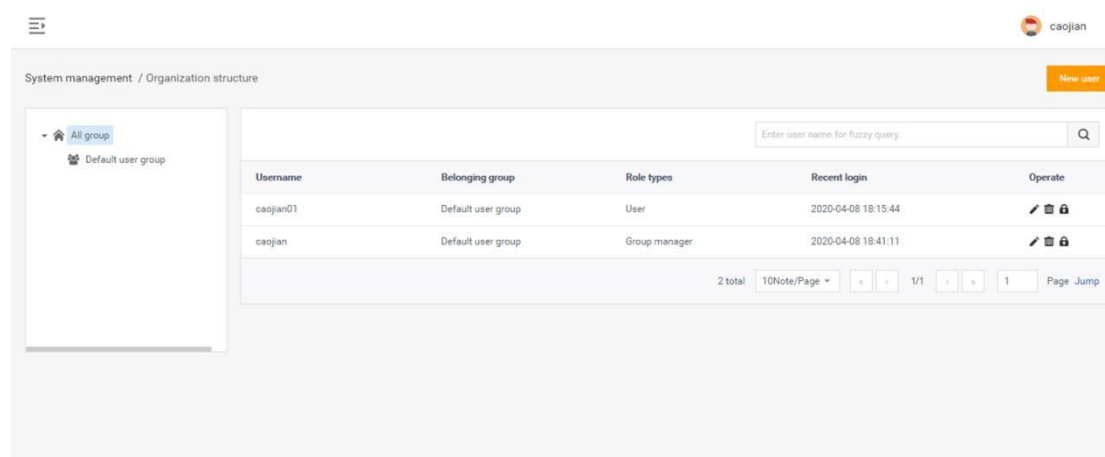 caojian
System management / Organization structure
New user
All group
Default user group
Enter user name for fuzzy query.
Username Belonging group Role types Recent login Operate
caojian01 Default user group User 2020-04-08 18:15:44
caojian Default user group Group manager 2020-04-08 18:41:11
2 total 10Note/Page « ‹ 1/1 › » 1 Page Jump